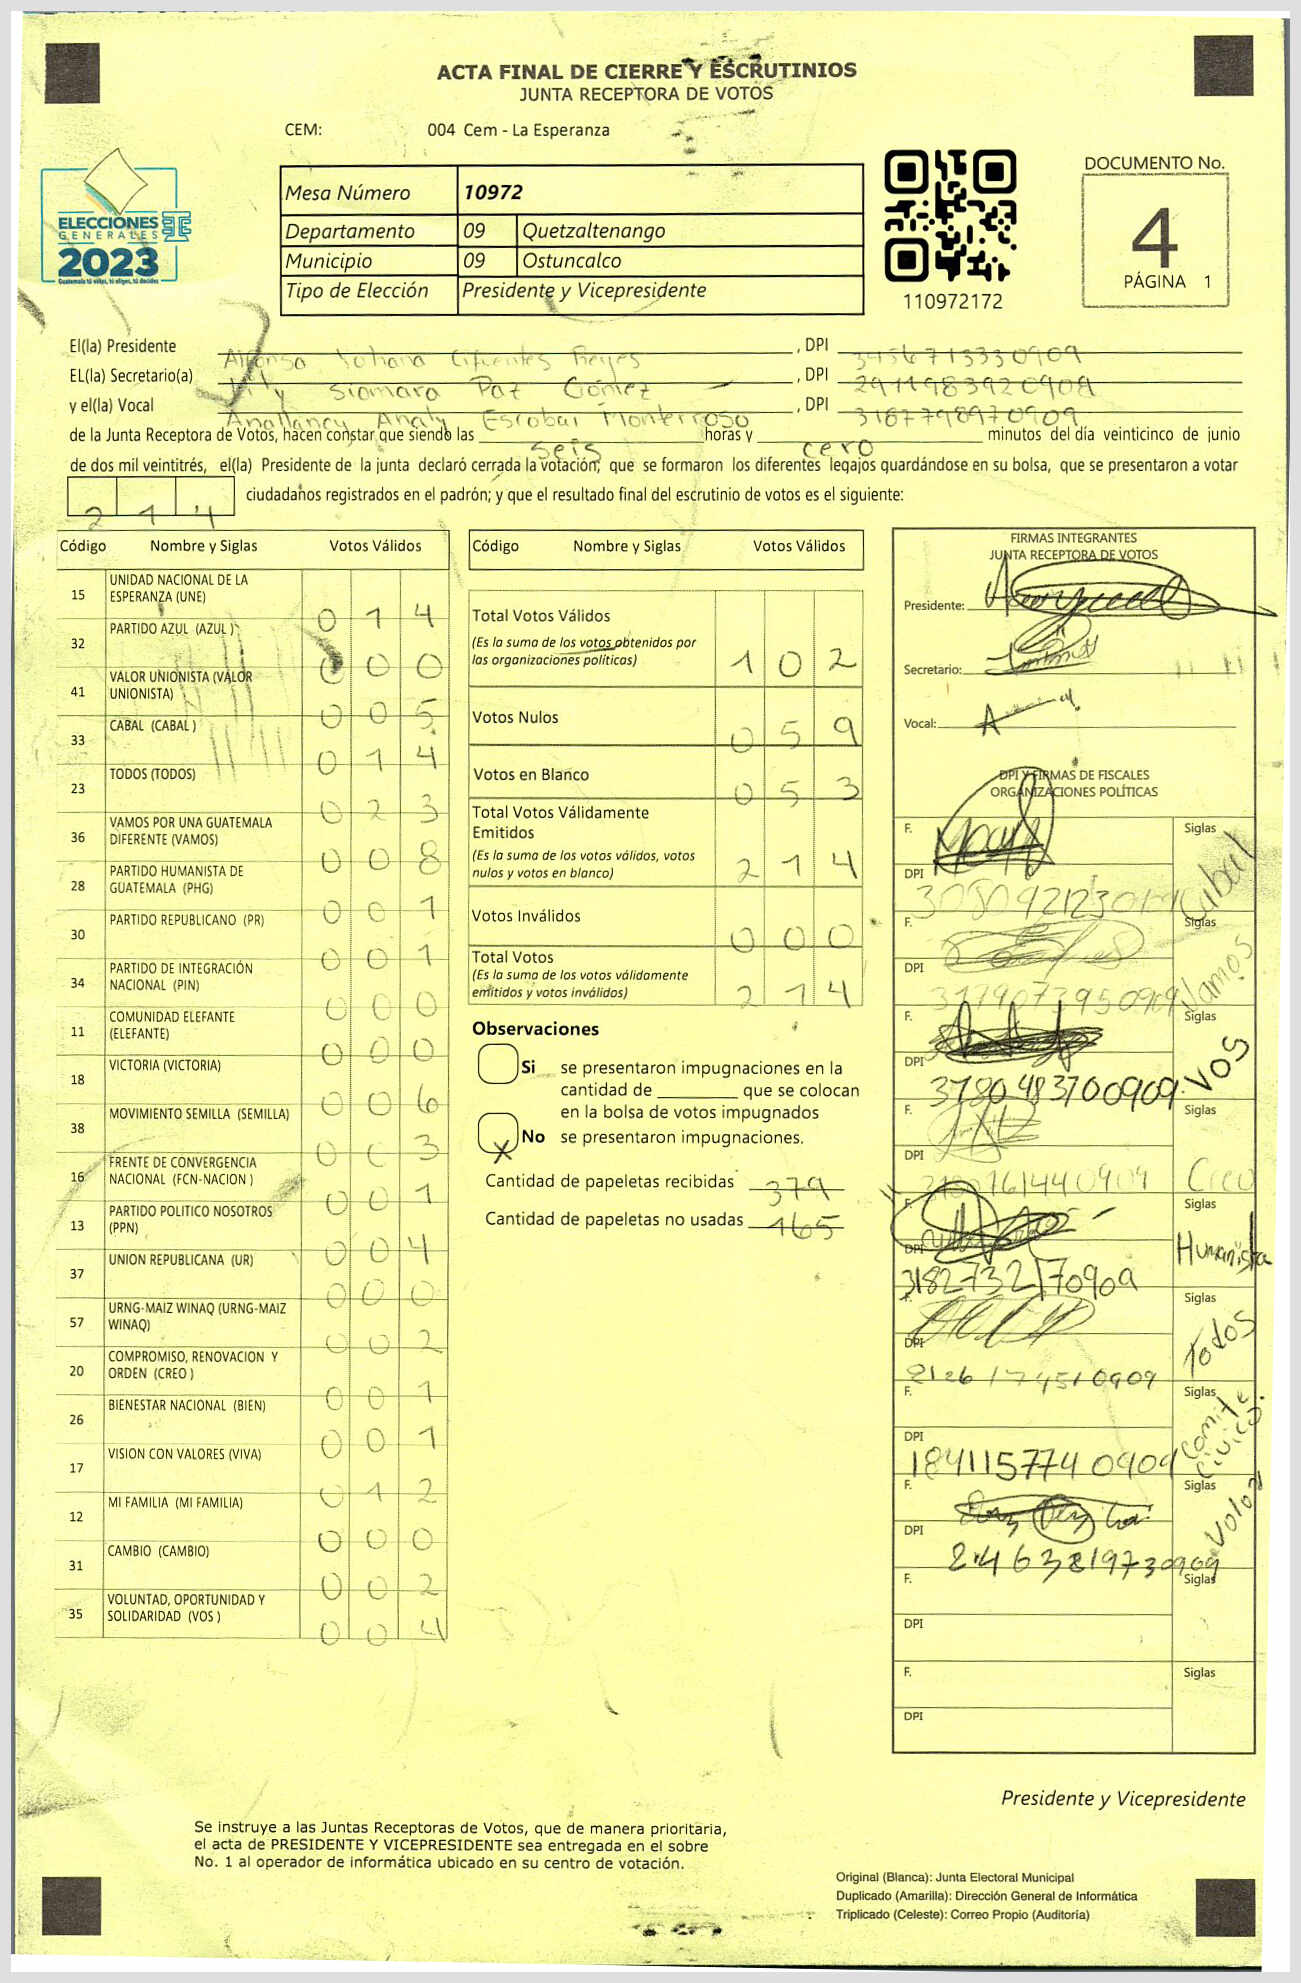 ACTA FINAL DE CIERRE Y ESCRUTINIOS
JUNTA RECEPTORA DE VOTOS
CEM: 004 Cem - La Esperanza
ELECCIONES
GENERALES
2023
Guatemala tú votas, tú eliges, tú decides
Mesa Número 10972
Departamento 09 Quetzaltenango
Municipio 09 Ostuncalco
Tipo de Elección Presidente y Vicepresidente
110972172
DOCUMENTO No.
4
PÁGINA 1
El(la) Presidente Cifuentes Reyes , DPI 3456713330909
EL(la) Secretario(a) Siomara Paz Gómez , DPI 2911983920908
y el(la) Vocal Analy Escobar Monterroso , DPI 3187798970909
de la Junta Receptora de Votos, hacen constar que siendo las seis horas y cero minutos del día veinticinco de junio
de dos mil veintitrés, el(la) Presidente de la junta declaró cerrada la votación, que se formaron los diferentes legajos guardándose en su bolsa, que se presentaron a votar
214 ciudadaños registrados en el padrón; y que el resultado final del escrutinio de votos es el siguiente:
Código Nombre y Siglas Votos Válidos
15 UNIDAD NACIONAL DE LA ESPERANZA (UNE) 0 1 4
32 PARTIDO AZUL (AZUL ) 0 0 0
41 VALOR UNIONISTA (VALOR UNIONISTA) 0 0 5
33 CABAL (CABAL ) 0 1 4
23 TODOS (TODOS) 0 2 3
36 VAMOS POR UNA GUATEMALA DIFERENTE (VAMOS) 0 0 8
28 PARTIDO HUMANISTA DE GUATEMALA (PHG) 0 0 1
30 PARTIDO REPUBLICANO (PR) 0 0 1
34 PARTIDO DE INTEGRACIÓN NACIONAL (PIN) 0 0 0
11 COMUNIDAD ELEFANTE (ELEFANTE) 0 0 0
18 VICTORIA (VICTORIA) 0 0 6
38 MOVIMIENTO SEMILLA (SEMILLA) 0 0 3
16 FRENTE DE CONVERGENCIA NACIONAL (FCN-NACION ) 0 0 1
13 PARTIDO POLITICO NOSOTROS (PPN) 0 0 4
37 UNION REPUBLICANA (UR) 0 0 0
57 URNG-MAIZ WINAQ (URNG-MAIZ WINAQ) 0 0 2
20 COMPROMISO, RENOVACION Y ORDEN (CREO ) 0 0 1
26 BIENESTAR NACIONAL (BIEN) 0 0 1
17 VISION CON VALORES (VIVA) 0 1 2
12 MI FAMILIA (MI FAMILIA) 0 0 0
31 CAMBIO (CAMBIO) 0 0 2
35 VOLUNTAD, OPORTUNIDAD Y SOLIDARIDAD (VOS ) 0 0 4
Código Nombre y Siglas Votos Válidos
Total Votos Válidos 1 0 2
(Es la suma de los votos obtenidos por
las organizaciones políticas)
Votos Nulos 0 5 9
Votos en Blanco 0 5 3
Total Votos Válidamente
Emitidos
(Es la suma de los votos válidos, votos
nulos y votos en blanco) 2 1 4
Votos Inválidos 0 0 0
Total Votos
(Es la suma de los votos válidamente
emitidos y votos inválidos) 2 1 4
Observaciones
Si se presentaron impugnaciones en la
cantidad de ________ que se colocan
en la bolsa de votos impugnados
X No se presentaron impugnaciones.
Cantidad de papeletas recibidas 379
Cantidad de papeletas no usadas 165
FIRMAS INTEGRANTES
JUNTA RECEPTORA DE VOTOS
Presidente:
Secretario:
Vocal:
DPI Y FIRMAS DE FISCALES
ORGANIZACIONES POLÍTICAS
F. Siglas Cabal
DPI
F. Siglas Vamos
DPI 3179073950909
F. Siglas VOS
DPI 3780483700909
F. Siglas Creo
DPI
F. Siglas Humanista
DPI 3182732170909
F. Siglas Todos
DPI 2126174510909
F. Siglas Comite Civico
DPI 1841157740909
F. Siglas
DPI
F. Siglas
DPI
F. Siglas
DPI
Presidente y Vicepresidente
Se instruye a las Juntas Receptoras de Votos, que de manera prioritaria,
el acta de PRESIDENTE Y VICEPRESIDENTE sea entregada en el sobre
No. 1 al operador de informática ubicado en su centro de votación.
Original (Blanca): Junta Electoral Municipal
Duplicado (Amarilla): Dirección General de Informática
Triplicado (Celeste): Correo Propio (Auditoría)